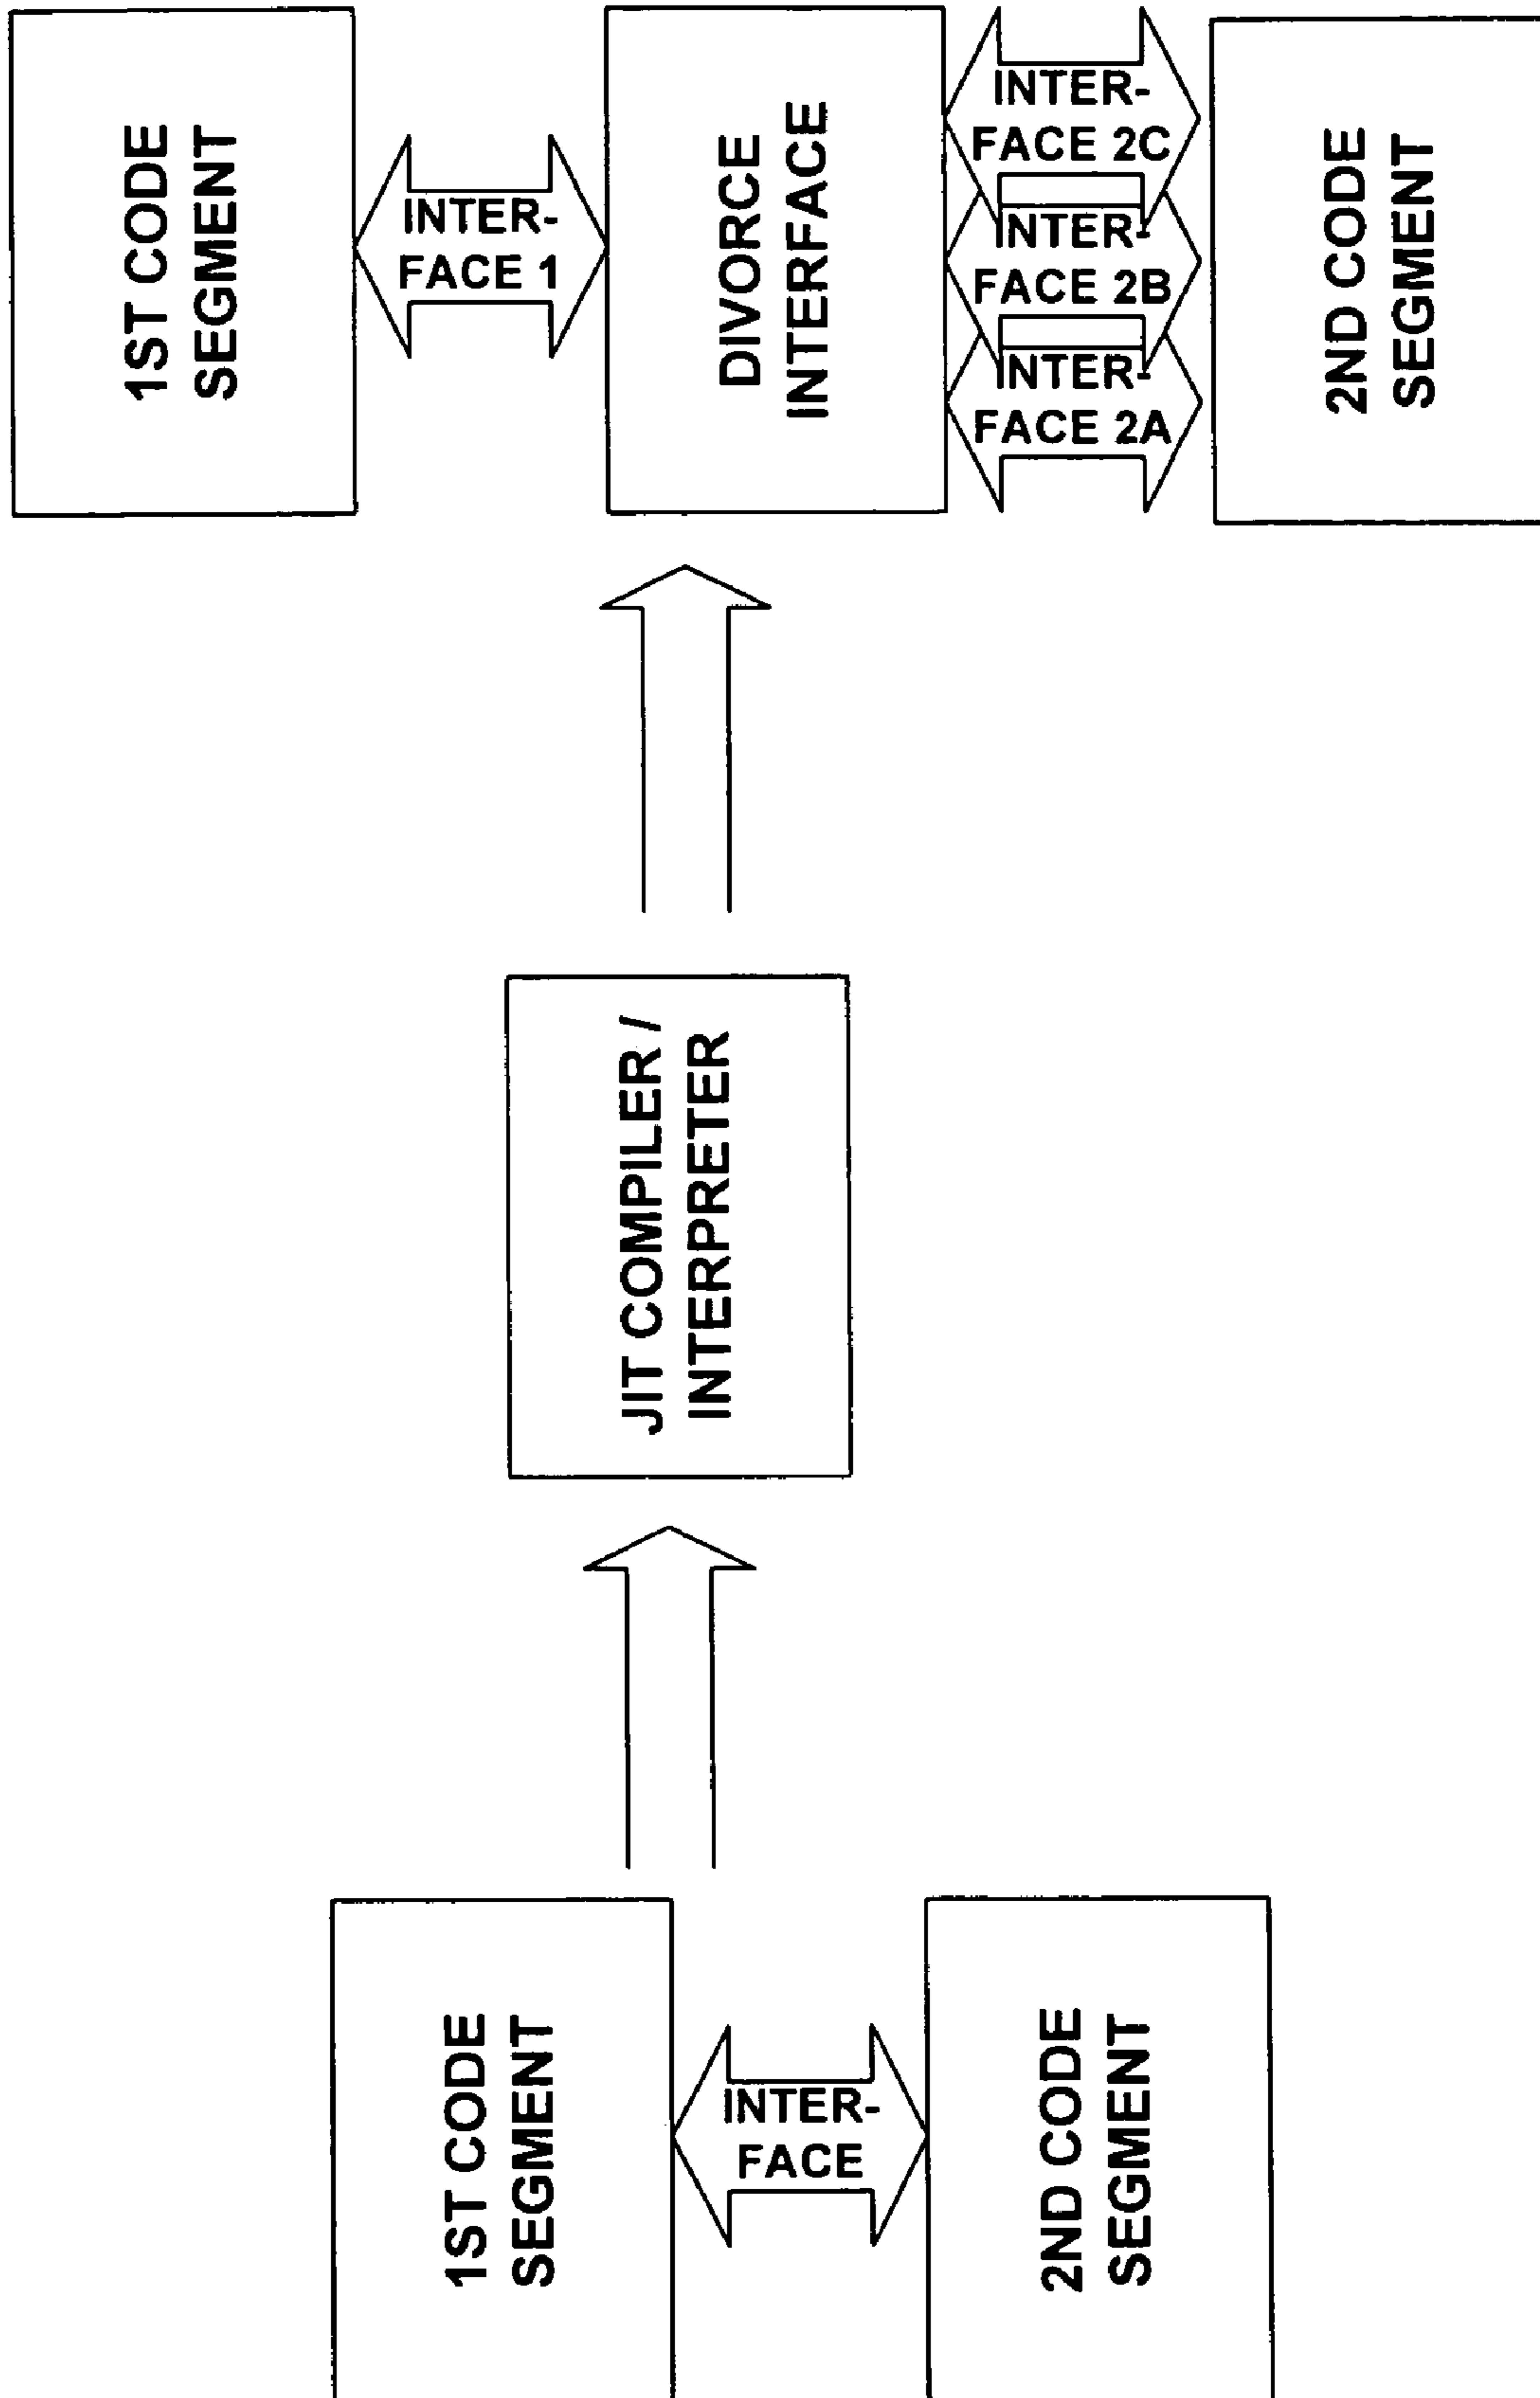 1ST CODE
SEGMENT
INTER-
FACE
2ND CODE
SEGMENT
JIT COMPILER /
INTERPRETER
1ST CODE
SEGMENT
INTER-
FACE 1
DIVORCE
INTERFACE
INTER-
FACE 2C
INTER-
FACE 2B
INTER-
FACE 2A
2ND CODE
SEGMENT